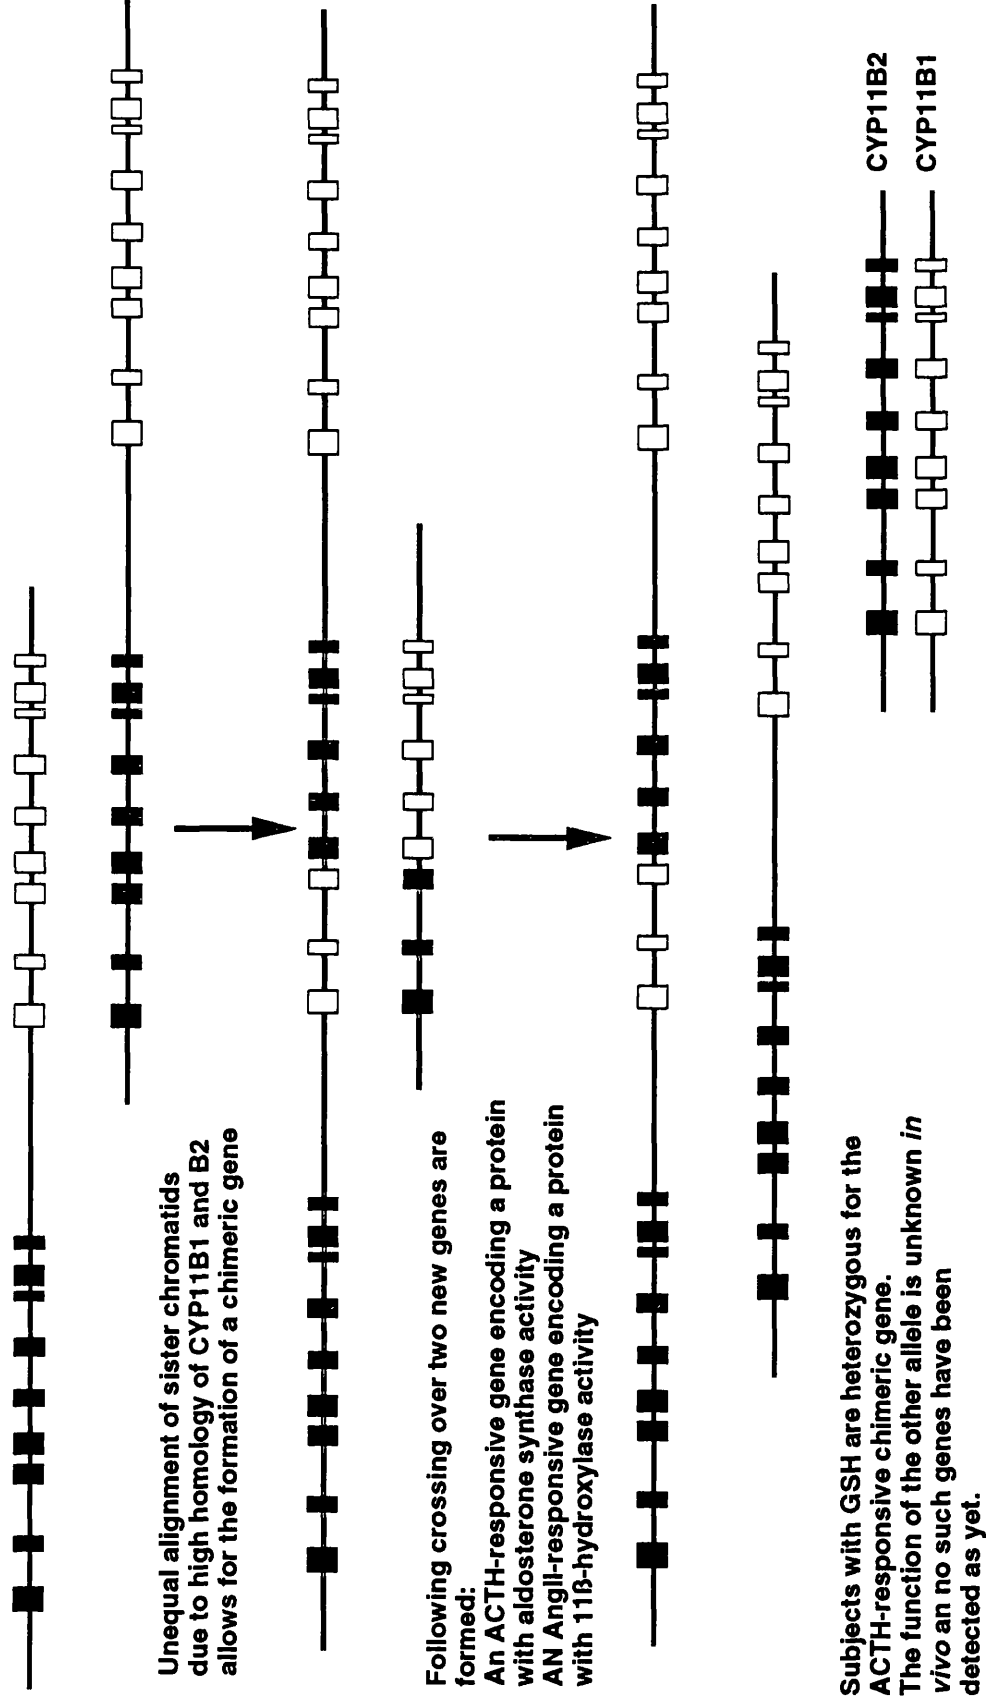 Unequal alignment of sister chromatids
due to high homology of CYP11B1 and B2
allows for the formation of a chimeric gene
Following crossing over two new genes are
formed:
An ACTH-responsive gene encoding a protein
with aldosterone synthase activity
AN AngII-responsive gene encoding a protein
with 11ß-hydroxylase activity
Subjects with GSH are heterozygous for the
ACTH-responsive chimeric gene.
The function of the other allele is unknown in
vivo an no such genes have been
detected as yet.
CYP11B2
CYP11B1